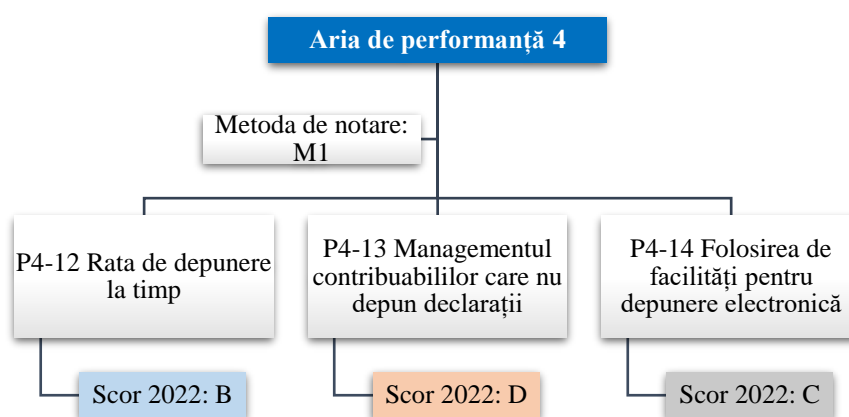 Aria de performanță 4
Metoda de notare:
M1
P4-12 Rata de depunere
la timp
P4-13 Managementul
contribuabililor care nu
depun declarații
P4-14 Folosirea de
facilități pentru
depunere electronică
Scor 2022: B
Scor 2022: D
Scor 2022: C